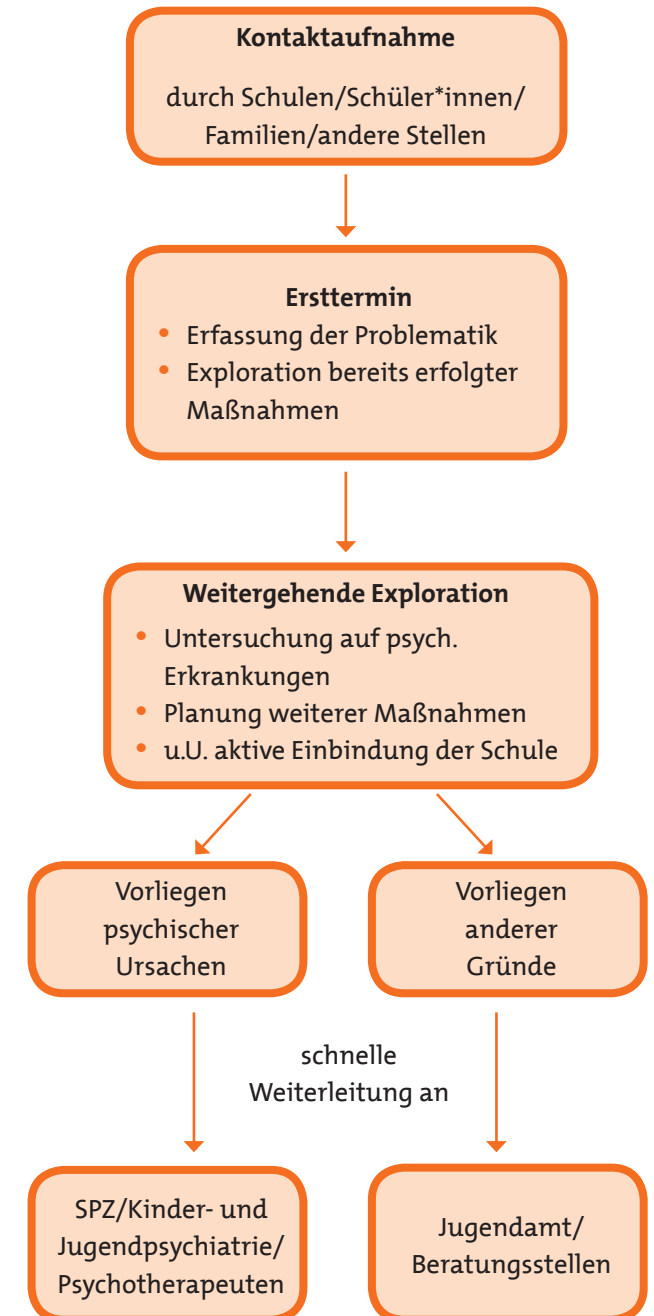 Kontaktaufnahme
durch Schulen/Schüler*innen/
Familien/andere Stellen
Ersttermin
• Erfassung der Problematik
• Exploration bereits erfolgter
Maßnahmen
Weitergehende Exploration
• Untersuchung auf psych.
Erkrankungen
• Planung weiterer Maßnahmen
• u.U. aktive Einbindung der Schule
Vorliegen
psychischer
Ursachen
Vorliegen
anderer
Gründe
schnelle
Weiterleitung an
SPZ/Kinder- und
Jugendpsychiatrie/
Psychotherapeuten
Jugendamt/
Beratungsstellen